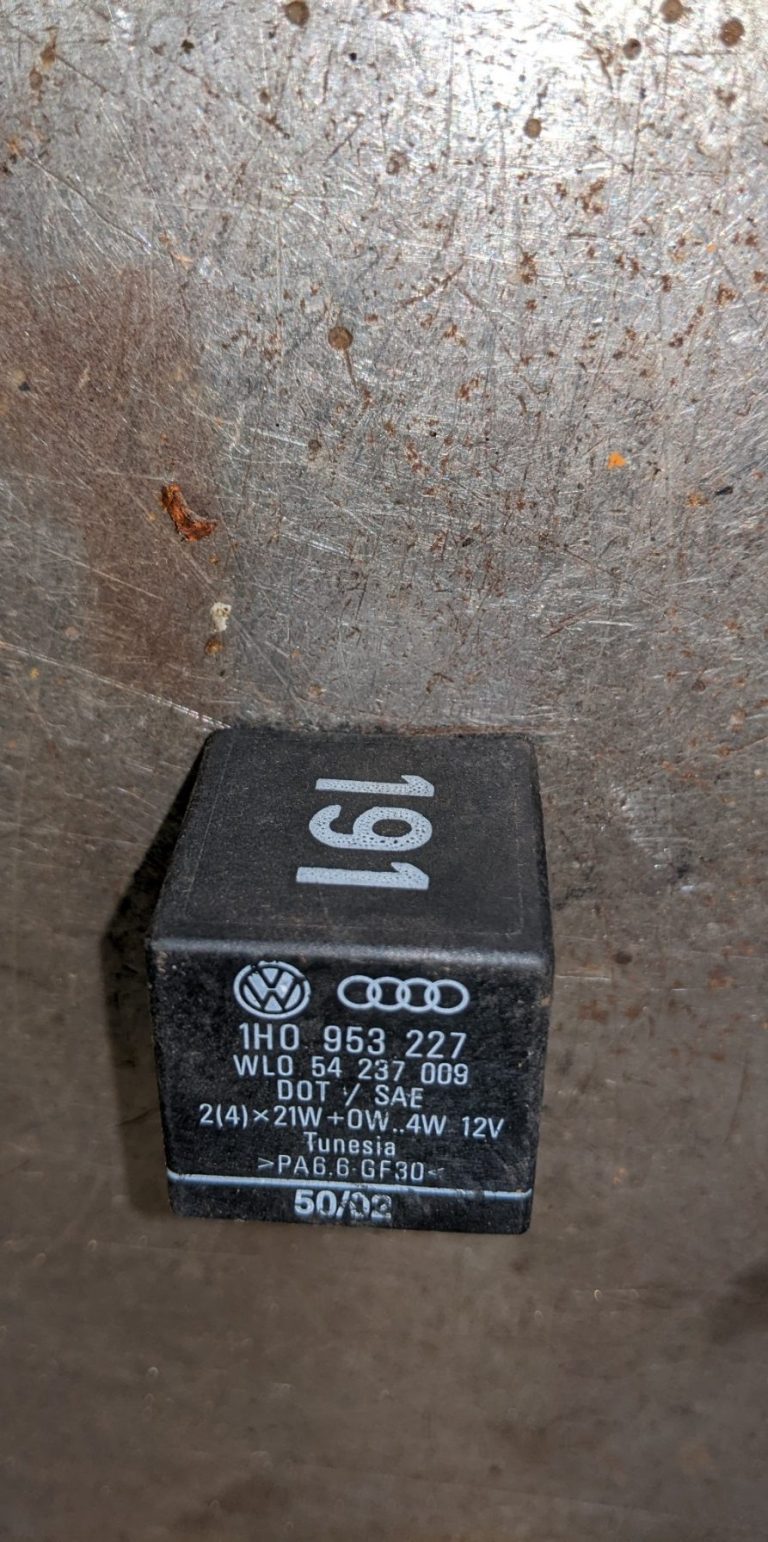 191
1H0 953 227
WLO 54 237 009
DOT / SAE
2(4)×21W+0W..4W 12V
Tunesia
>PA6.6 GF30<
50/02